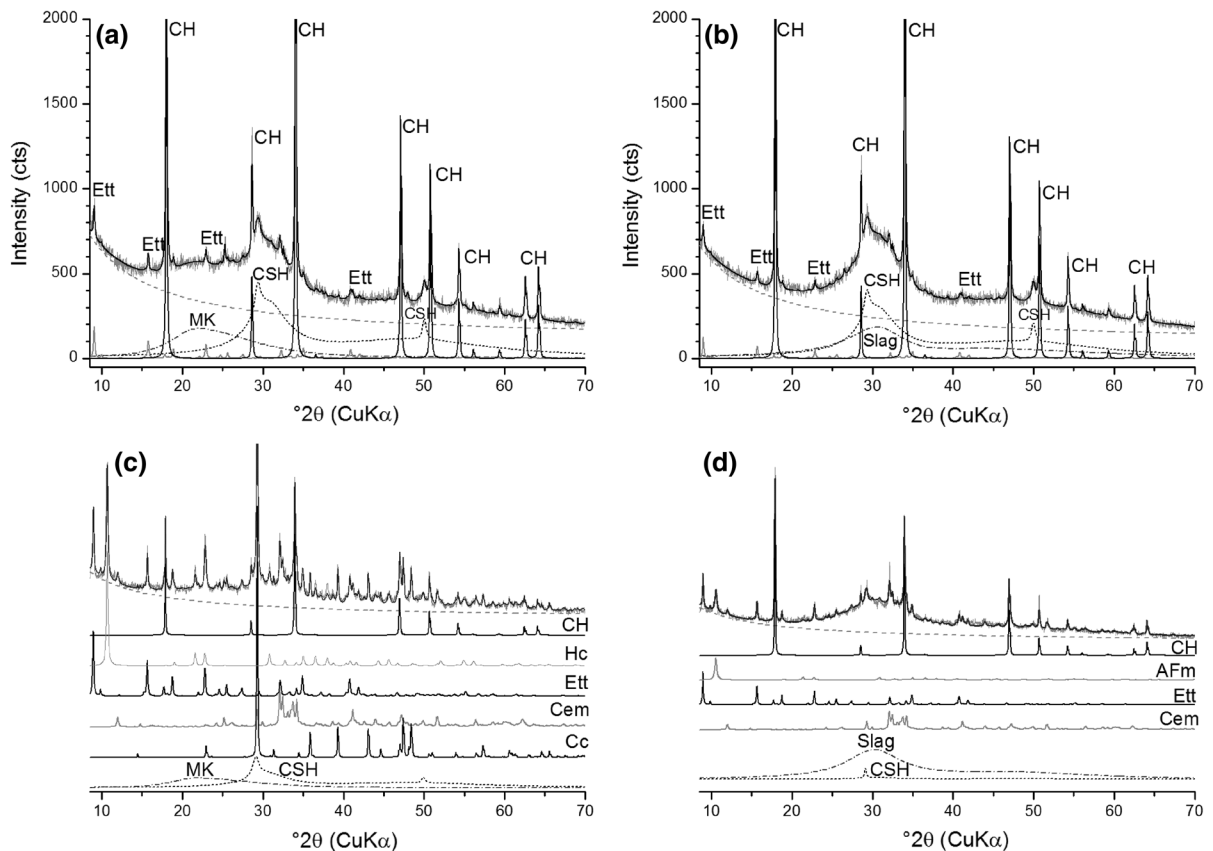 (a)
2000
1500
1000
500
0
Intensity (cts)
CH
CH
CH
CH
CH
CH
Ett
Ett
Ett
Ett
CSH
CSH
MK
10 20 30 40 50 60 70
°2θ (CuKα)
(b)
2000
1500
1000
500
0
Intensity (cts)
CH
CH
CH
CH
CH
CH
Ett
Ett
Ett
Ett
CSH
CSH
Slag
10 20 30 40 50 60 70
°2θ (CuKα)
(c)
CH
Hc
Ett
Cem
Cc
MK
CSH
10 20 30 40 50 60 70
°2θ (CuKα)
(d)
CH
AFm
Ett
Cem
Slag
CSH
10 20 30 40 50 60 70
°2θ (CuKα)